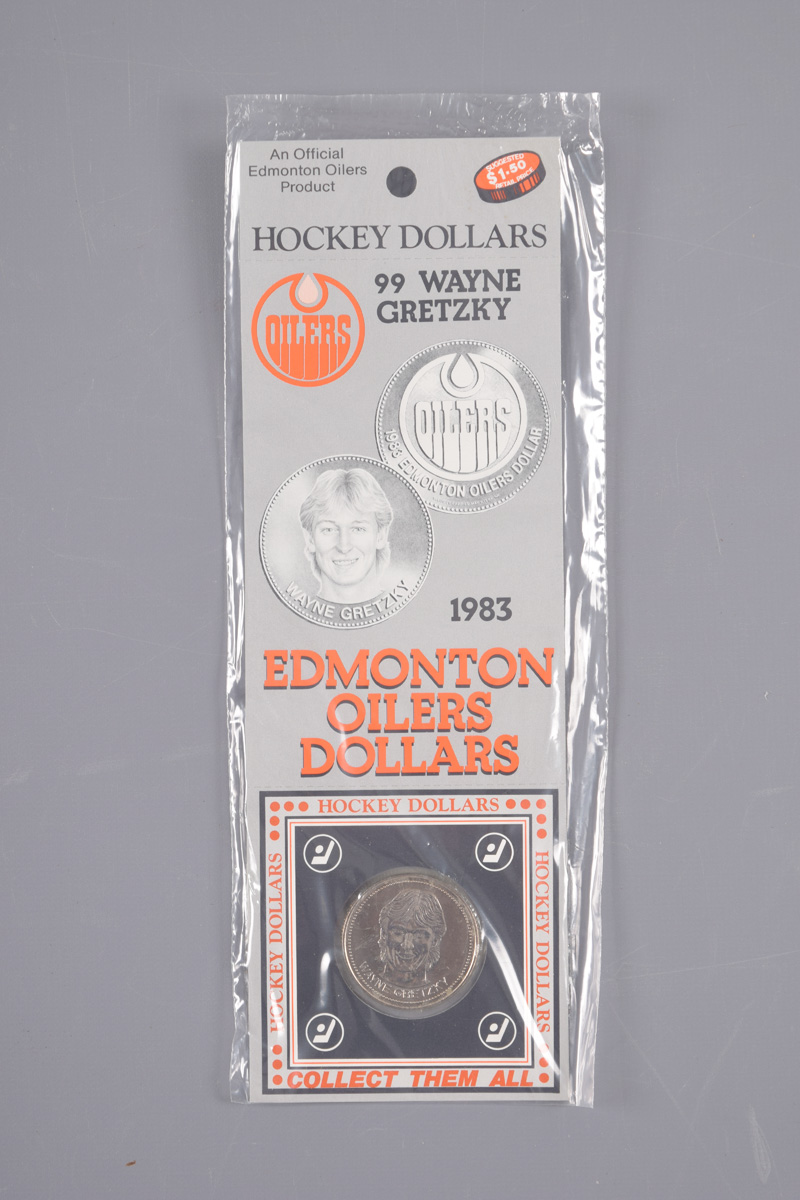 An Official
Edmonton Oilers
Product
SUGGESTED
$1.50
RETAIL PRICE
HOCKEY DOLLARS
OILERS
99 WAYNE
GRETZKY
OILERS
1983 EDMONTON OILERS DOLLAR
WAYNE GRETZKY
1983
EDMONTON
OILERS
DOLLARS
HOCKEY DOLLARS
HOCKEY DOLLARS
HOCKEY DOLLARS
WAYNE GRETZKY
COLLECT THEM ALL